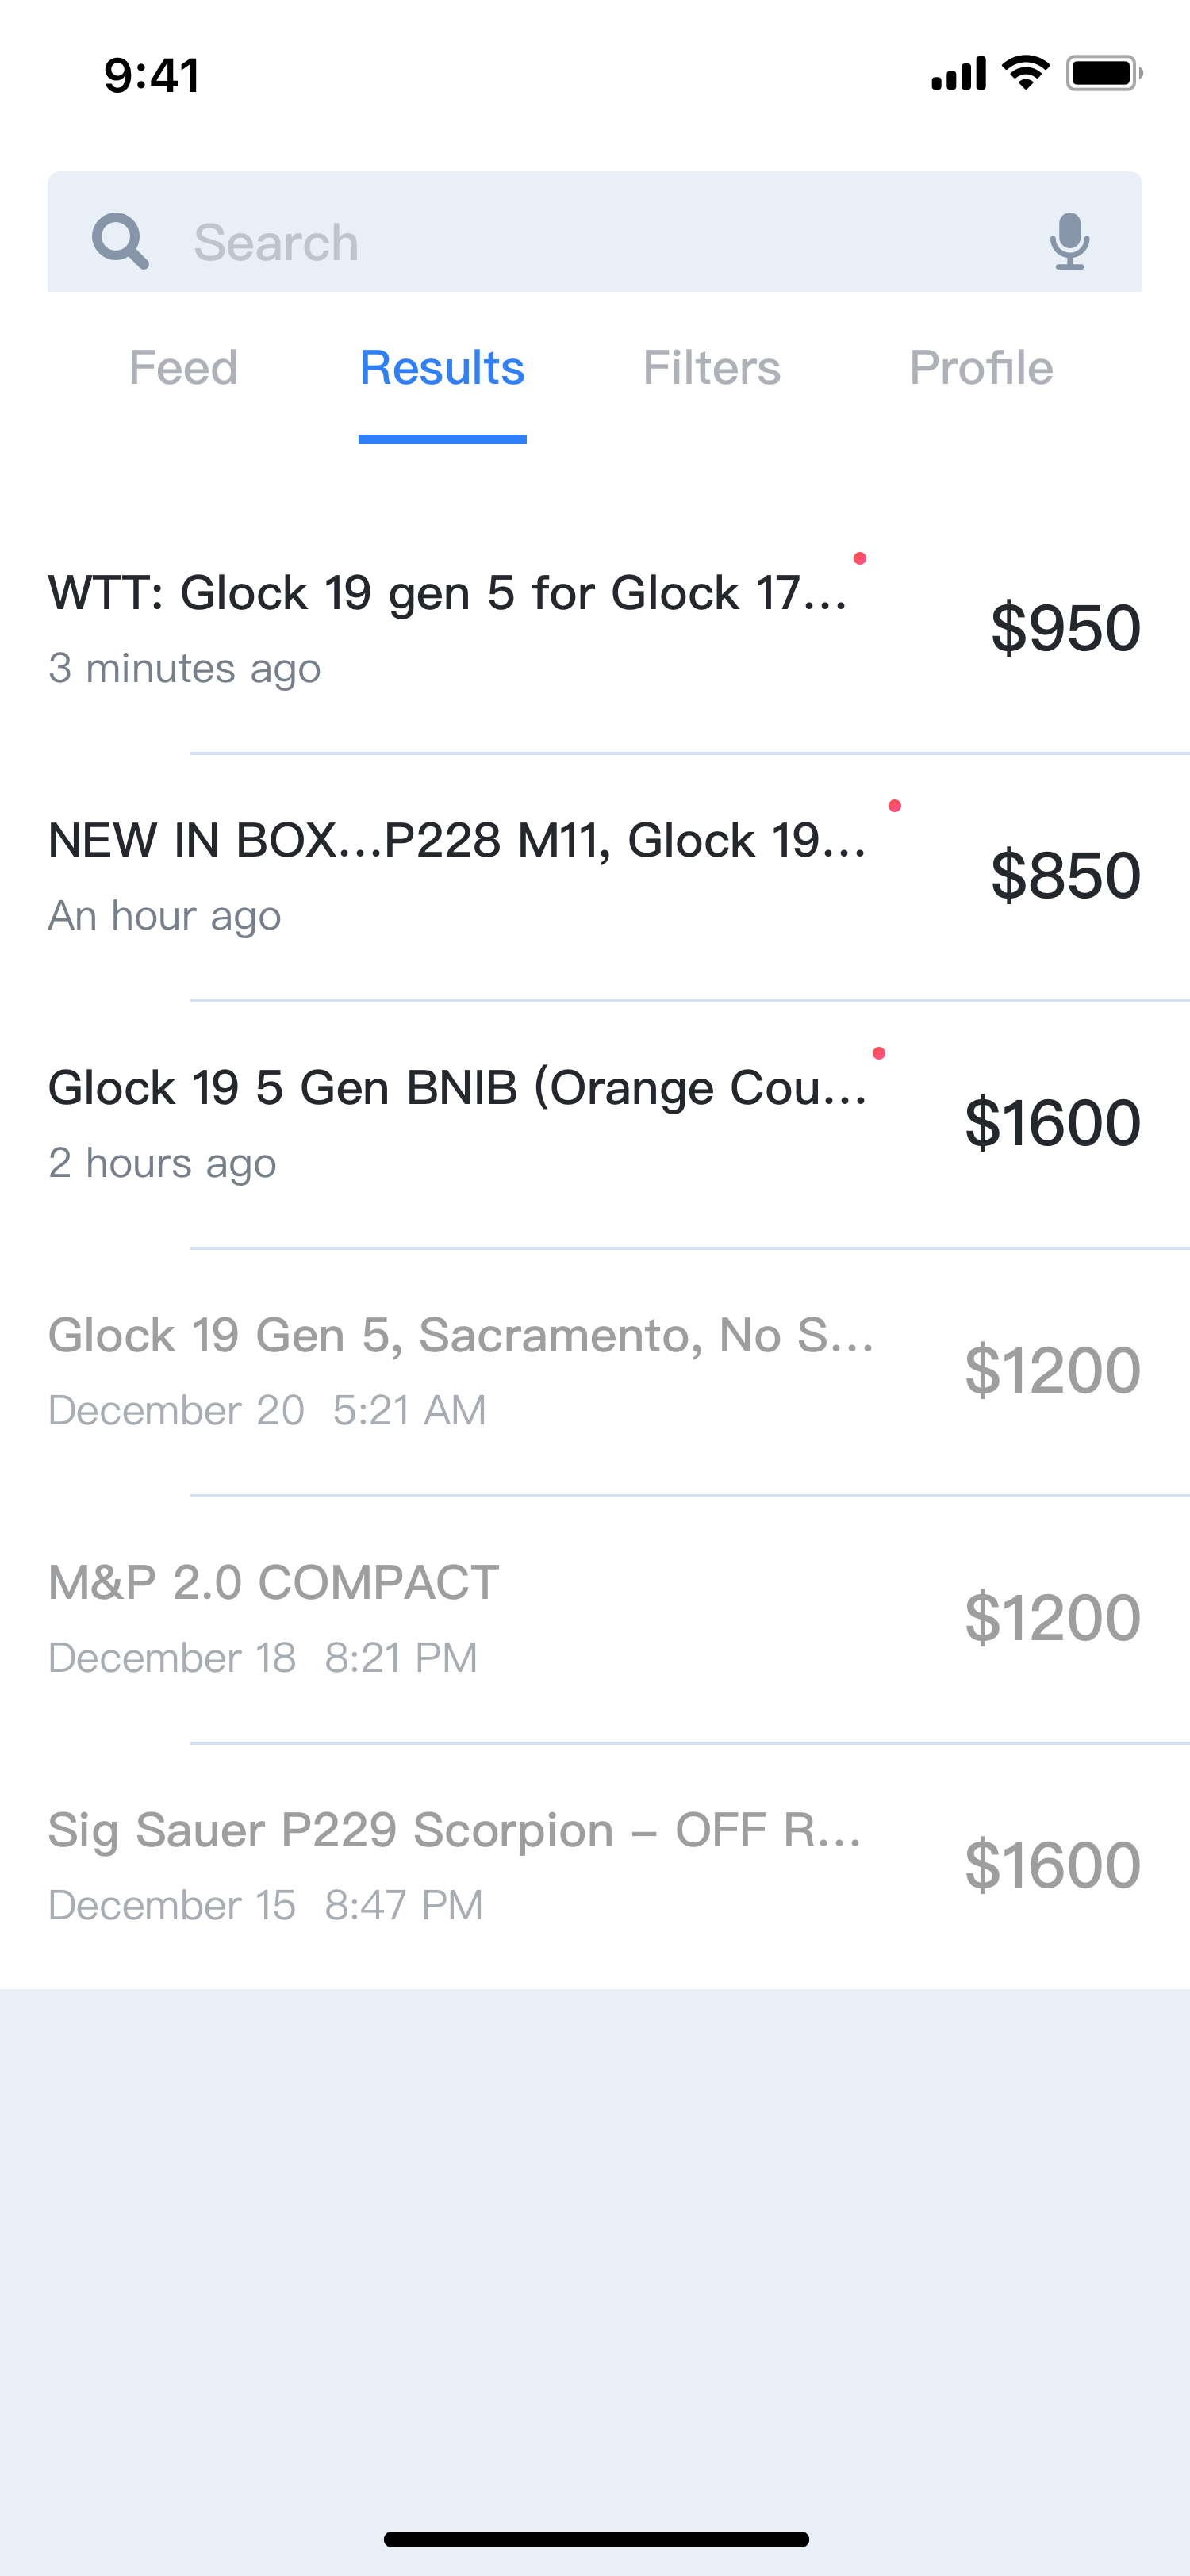 9:41
Search
Feed Results Filters Profile
WTT: Glock 19 gen 5 for Glock 17...
$950
3 minutes ago
NEW IN BOX...P228 M11, Glock 19...
$850
An hour ago
Glock 19 5 Gen BNIB (Orange Cou...
$1600
2 hours ago
Glock 19 Gen 5, Sacramento, No S...
$1200
December 20 5:21 AM
M&P 2.0 COMPACT
$1200
December 18 8:21 PM
Sig Sauer P229 Scorpion – OFF R...
$1600
December 15 8:47 PM